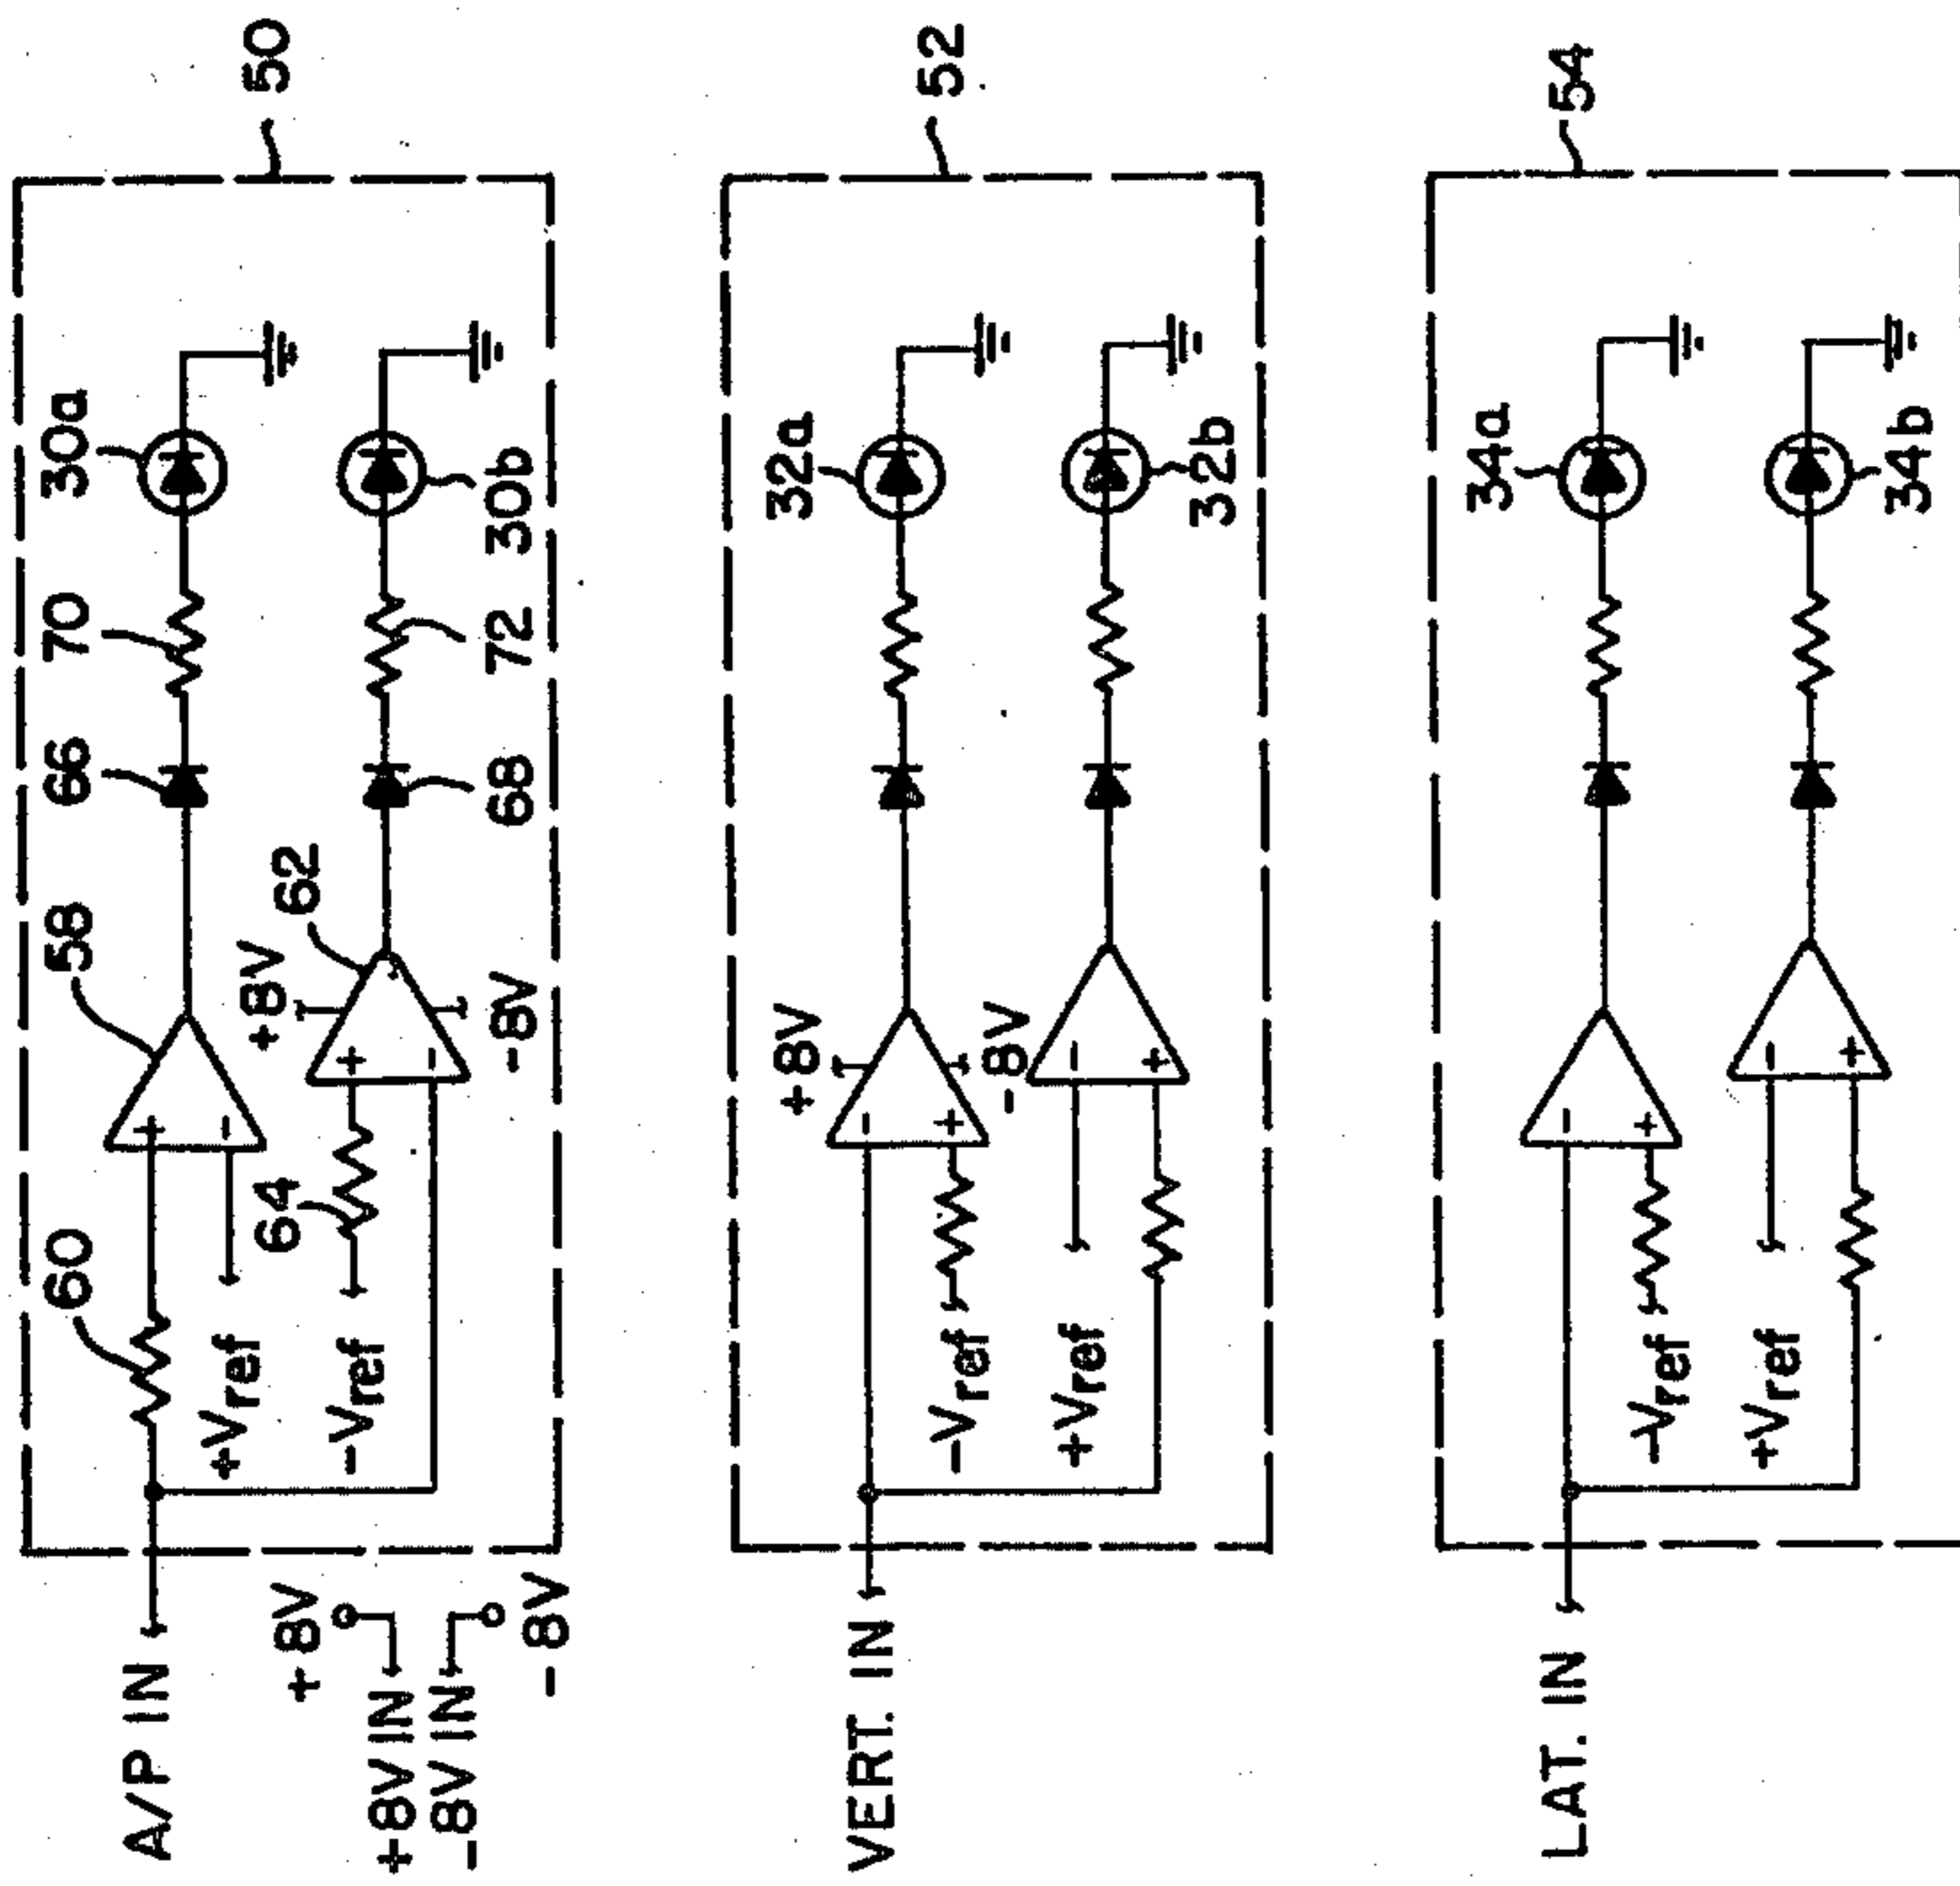 50
30a
70
66
58
60
A/P IN
+Vref
64
-Vref
+8V
62
-8V
68
72
30b
+8V
+8V IN
-8V IN
-8V
52
32a
+8V
-8V
32b
VERT. IN
-Vref
+Vref
54
34a
34b
LAT. IN
-Vref
+Vref
+
-
+
-
-
+
-
+
-
+
-
+